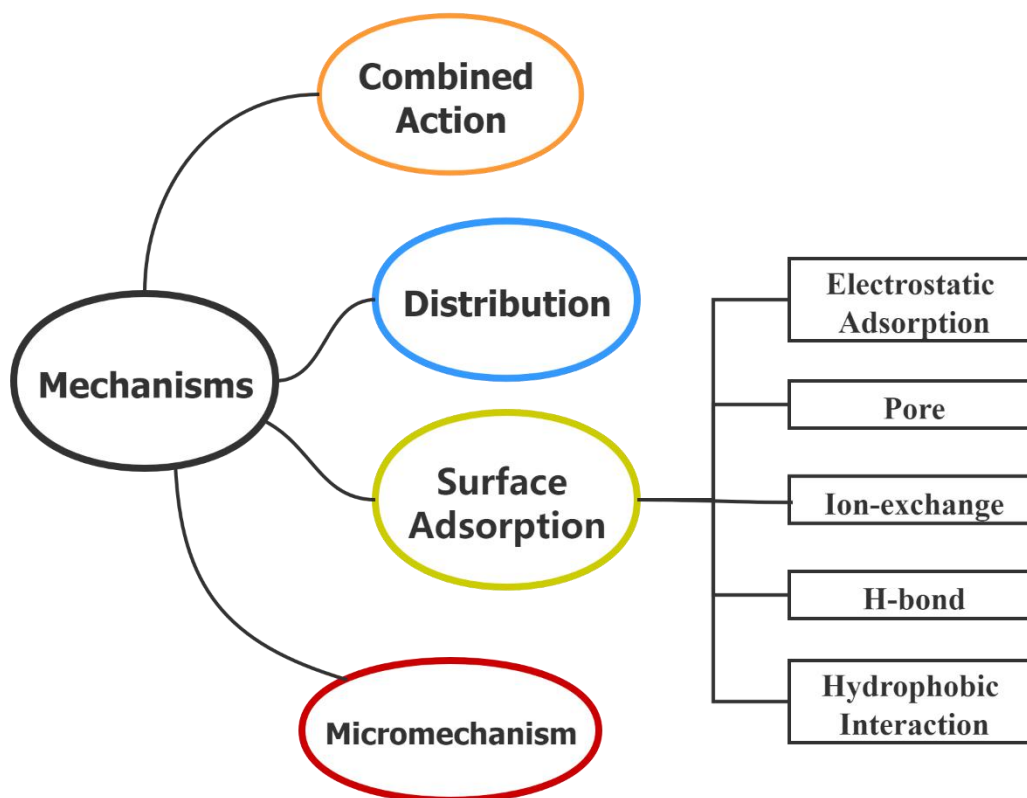 Combined
Action
Distribution
Mechanisms
Surface
Adsorption
Micromechanism
Electrostatic
Adsorption
Pore
Ion-exchange
H-bond
Hydrophobic
Interaction